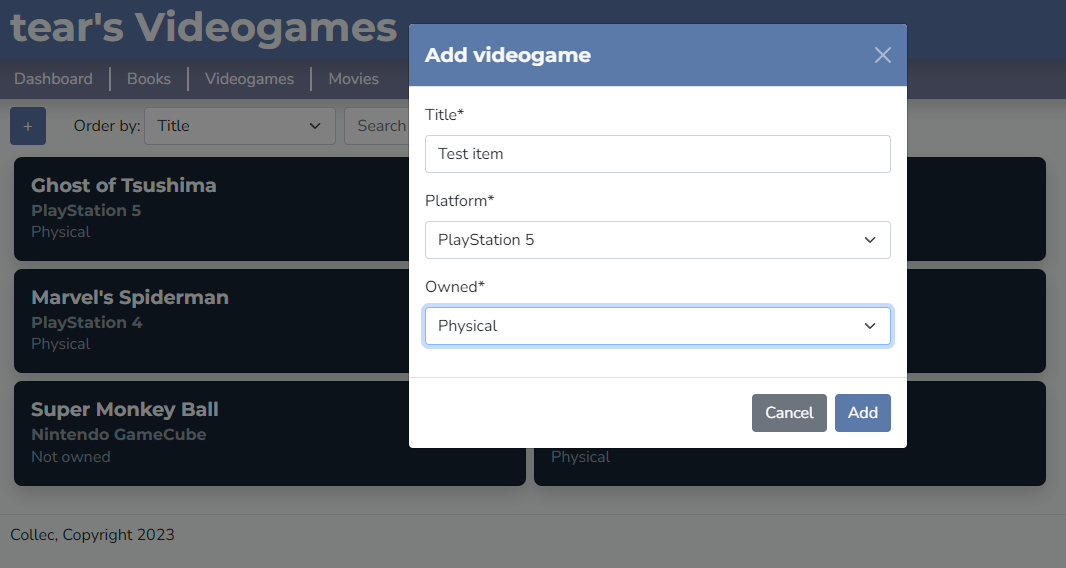 tear's Videogames
Dashboard
Books
Videogames
Movies
+
Order by:
Title
Search
Ghost of Tsushima
PlayStation 5
Physical
Marvel's Spiderman
PlayStation 4
Physical
Super Monkey Ball
Nintendo GameCube
Not owned
Physical
Add videogame
Title*
Test item
Platform*
PlayStation 5
Owned*
Physical
Cancel
Add
Collec, Copyright 2023